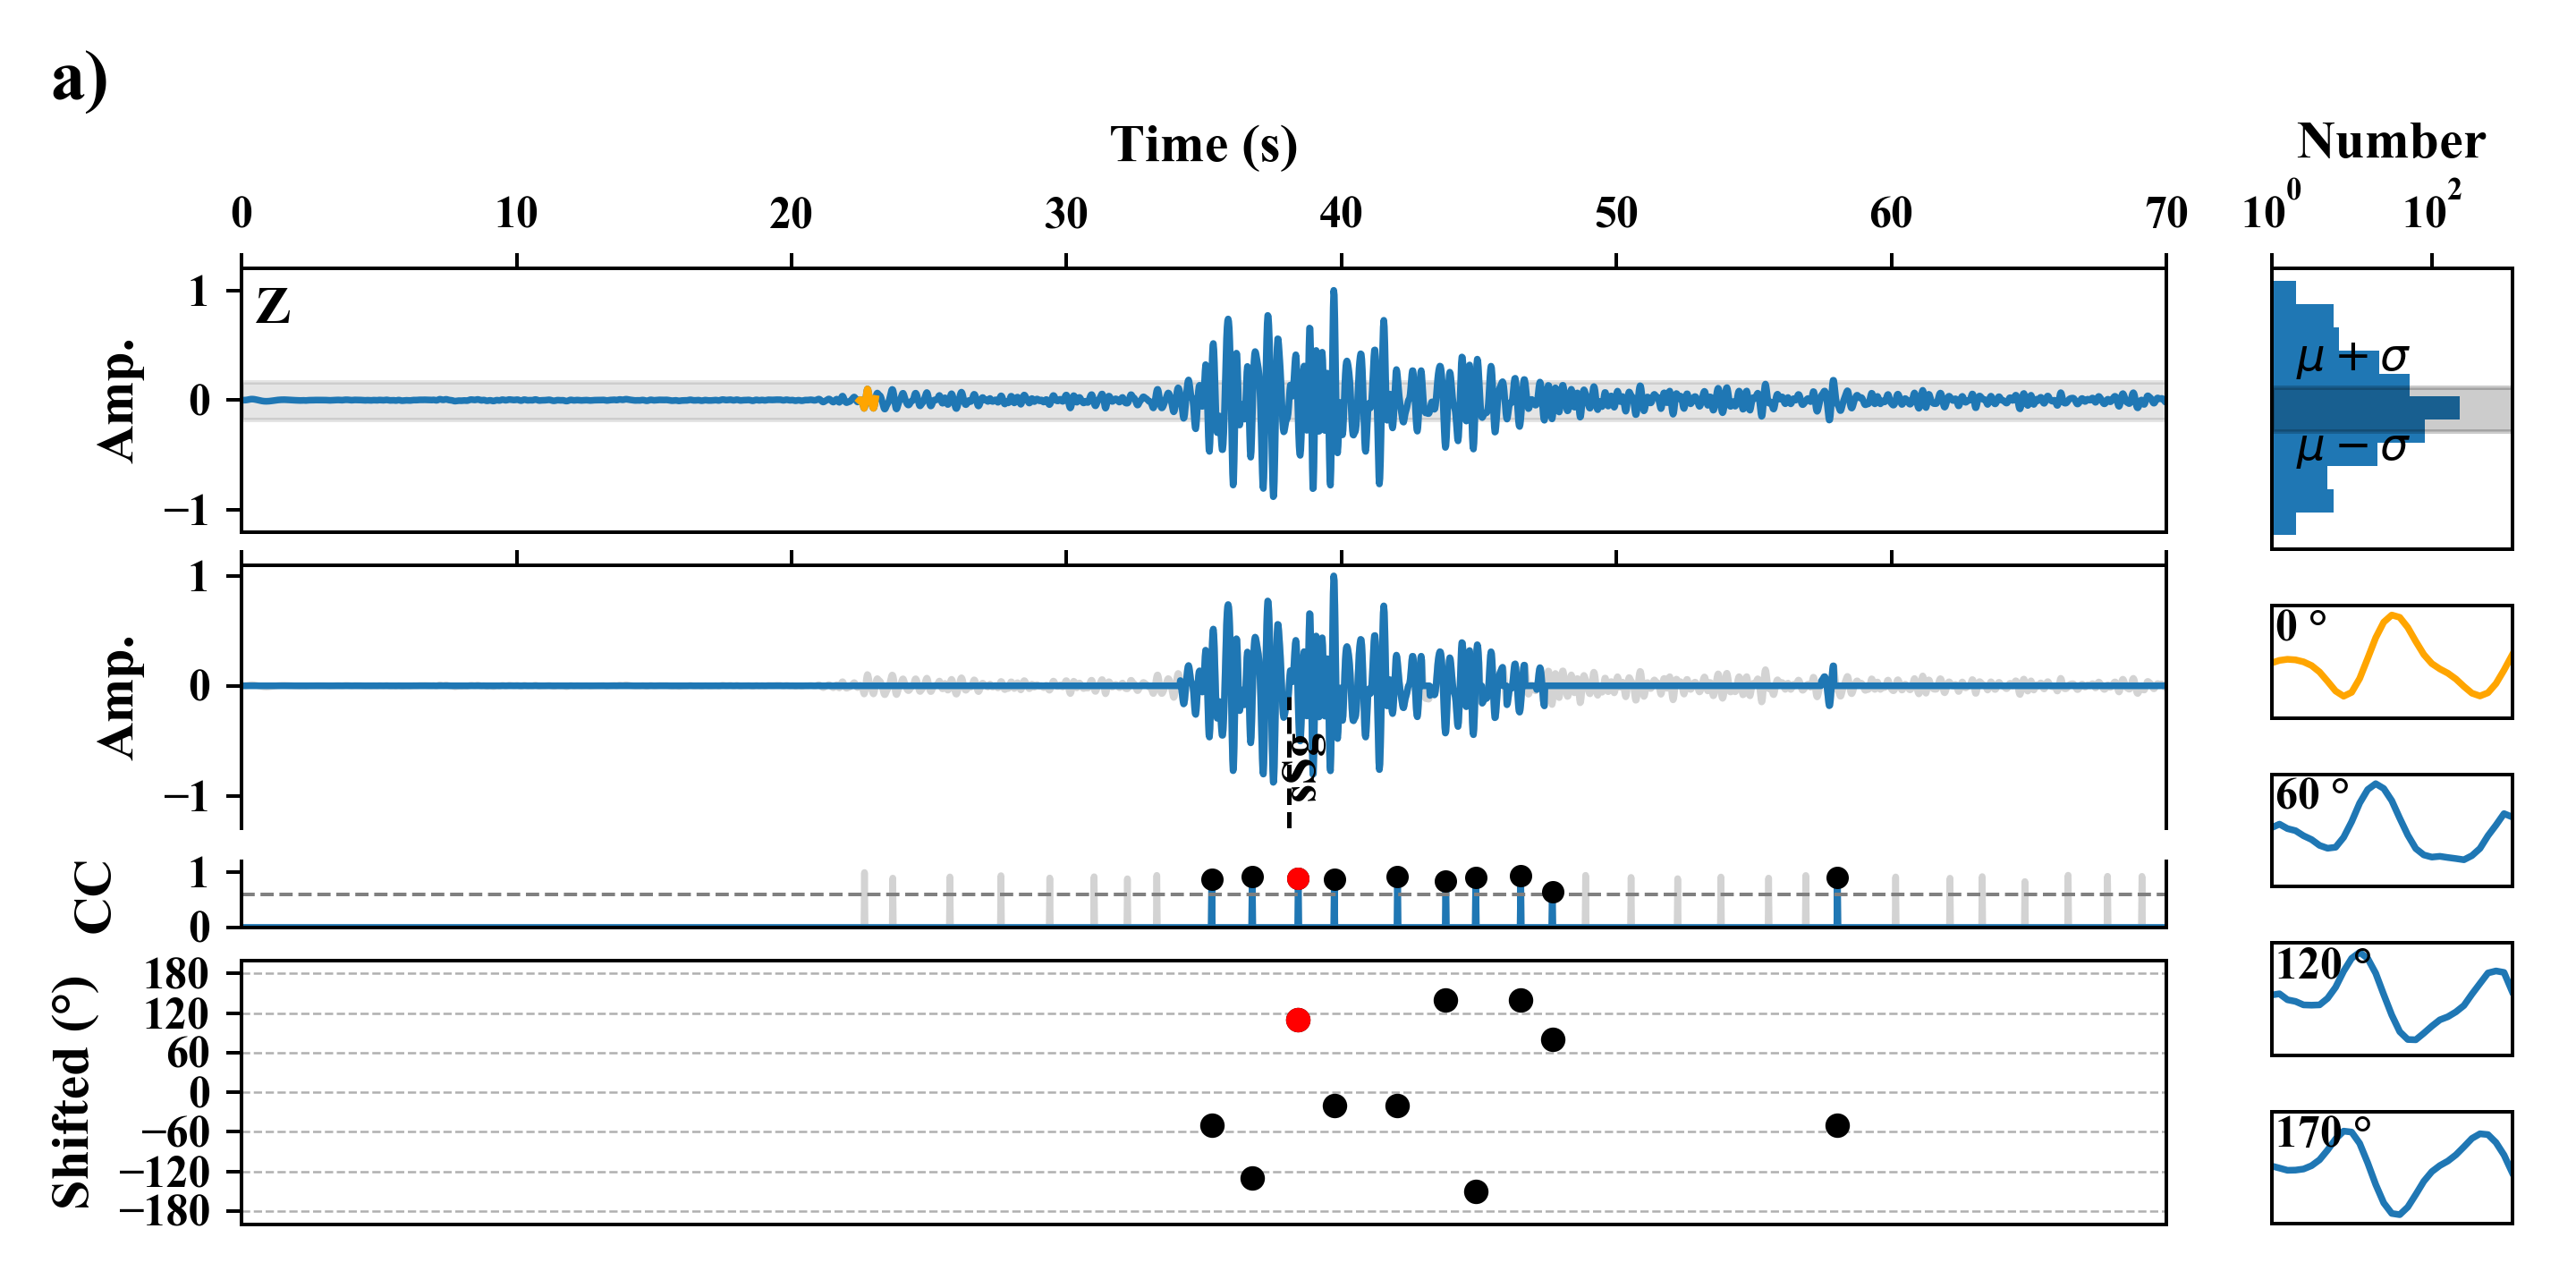 a)
Time (s)
Number
0 10 20 30 40 50 60 70
10^0 10^2
Z
Amp.
1
0
−1
μ + σ
μ − σ
Amp.
1
0
−1
sSg
0 °
60 °
CC
1
0
120 °
Shifted (°)
180
120
60
0
−60
−120
−180
170 °